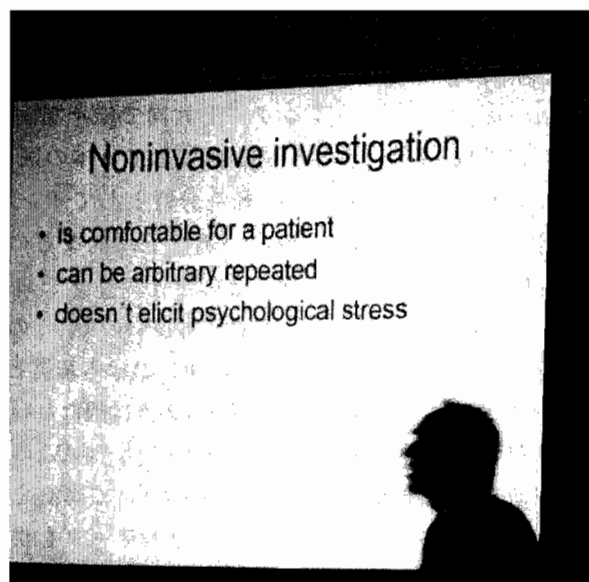 Noninvasive investigation
• is comfortable for a patient
• can be arbitrary repeated
• doesn´t elicit psychological stress